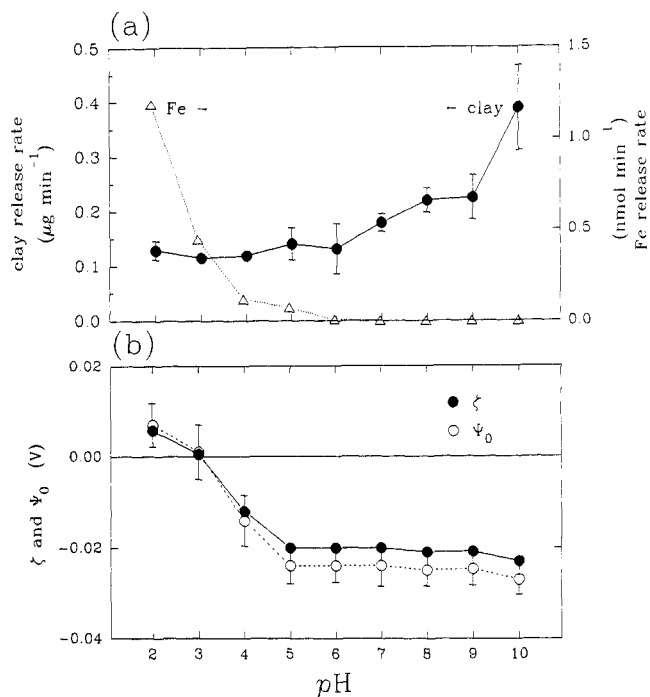 (a)
0.5
0.4
0.3
0.2
0.1
0.0
clay release rate
(μg min⁻¹)
Fe –
– clay
1.5
1.0
0.5
0.0
(nmol min⁻¹)
Fe release rate
(b)
0.02
0.00
-0.02
-0.04
ζ and Ψ₀ (V)
ζ
Ψ₀
2 3 4 5 6 7 8 9 10
pH